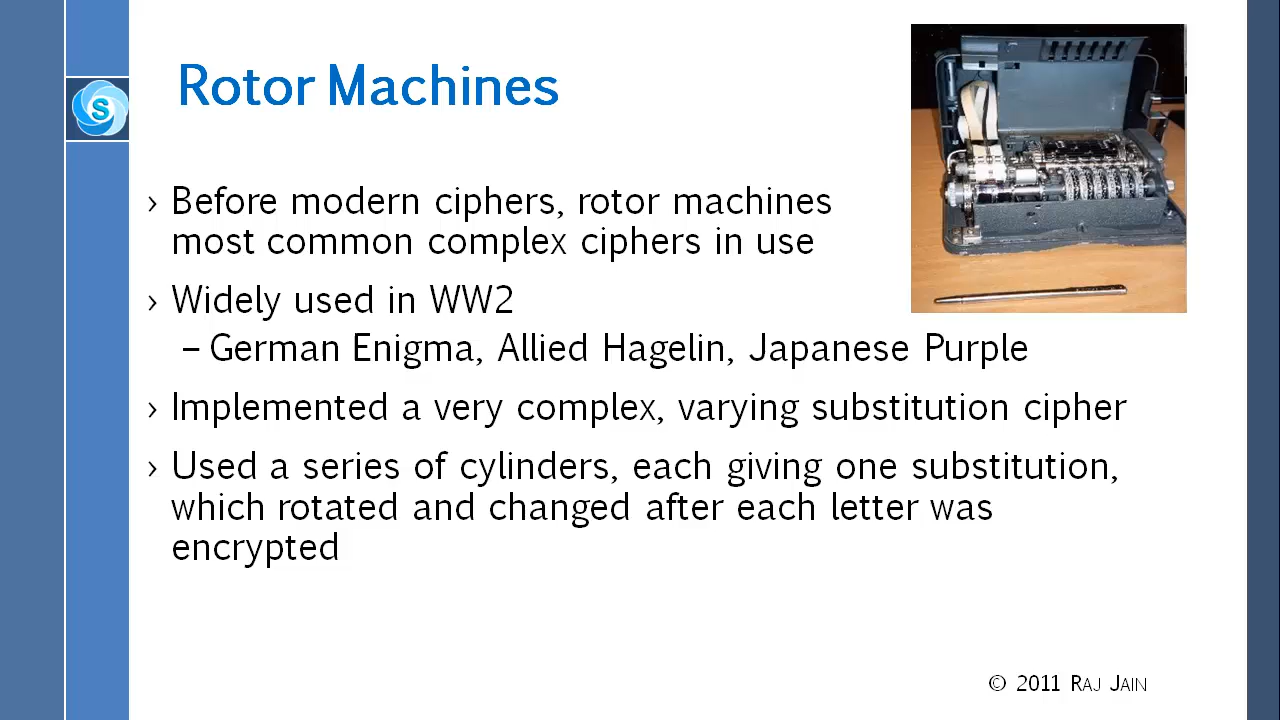 Rotor Machines
S
› Before modern ciphers, rotor machines
most common complex ciphers in use
› Widely used in WW2
– German Enigma, Allied Hagelin, Japanese Purple
› Implemented a very complex, varying substitution cipher
› Used a series of cylinders, each giving one substitution,
which rotated and changed after each letter was
encrypted
© 2011 RAJ JAIN